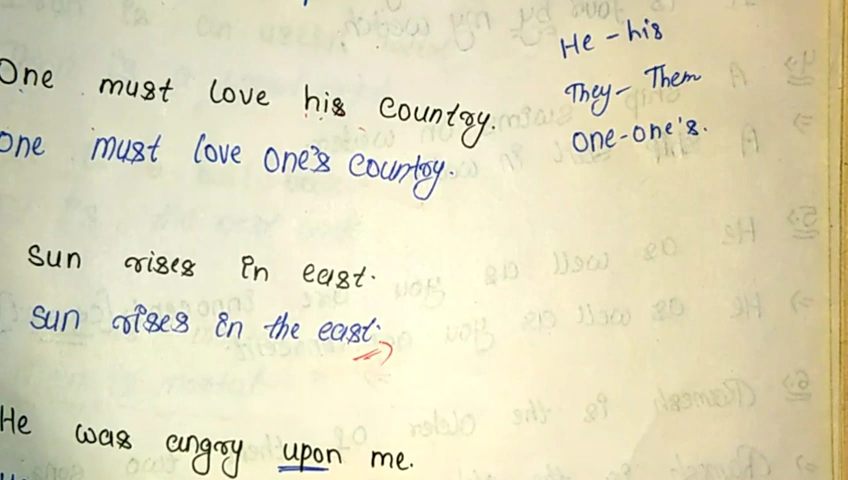 He - his
They - Them
One - one's.
One must love his country.
One must love one's country.
Sun rises in east.
Sun rises in the east.
He was angry upon me.